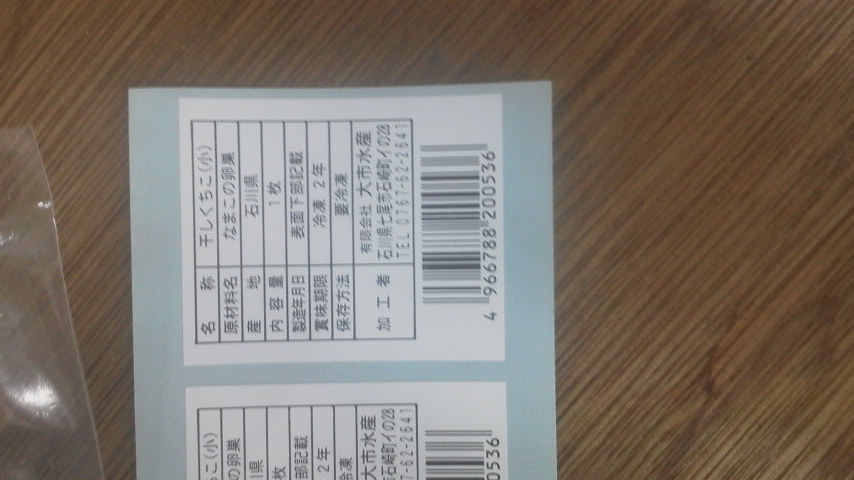 名称 干しくちこ(小)
原材料名 なまこの卵巣
産地 石川県
内容量 1枚
製造年月日 表面下部記載
賞味期限 冷凍 2年
保存方法 要冷凍
加工者 有限会社 大市水産
石川県七尾市石崎町イの28
TEL 0767-62-2641
4 966788 200536
ちこ(小)
の卵巣
県
枚
部記載
2年
冷凍
大市水産
石崎町イの28
7-62-2641
0536